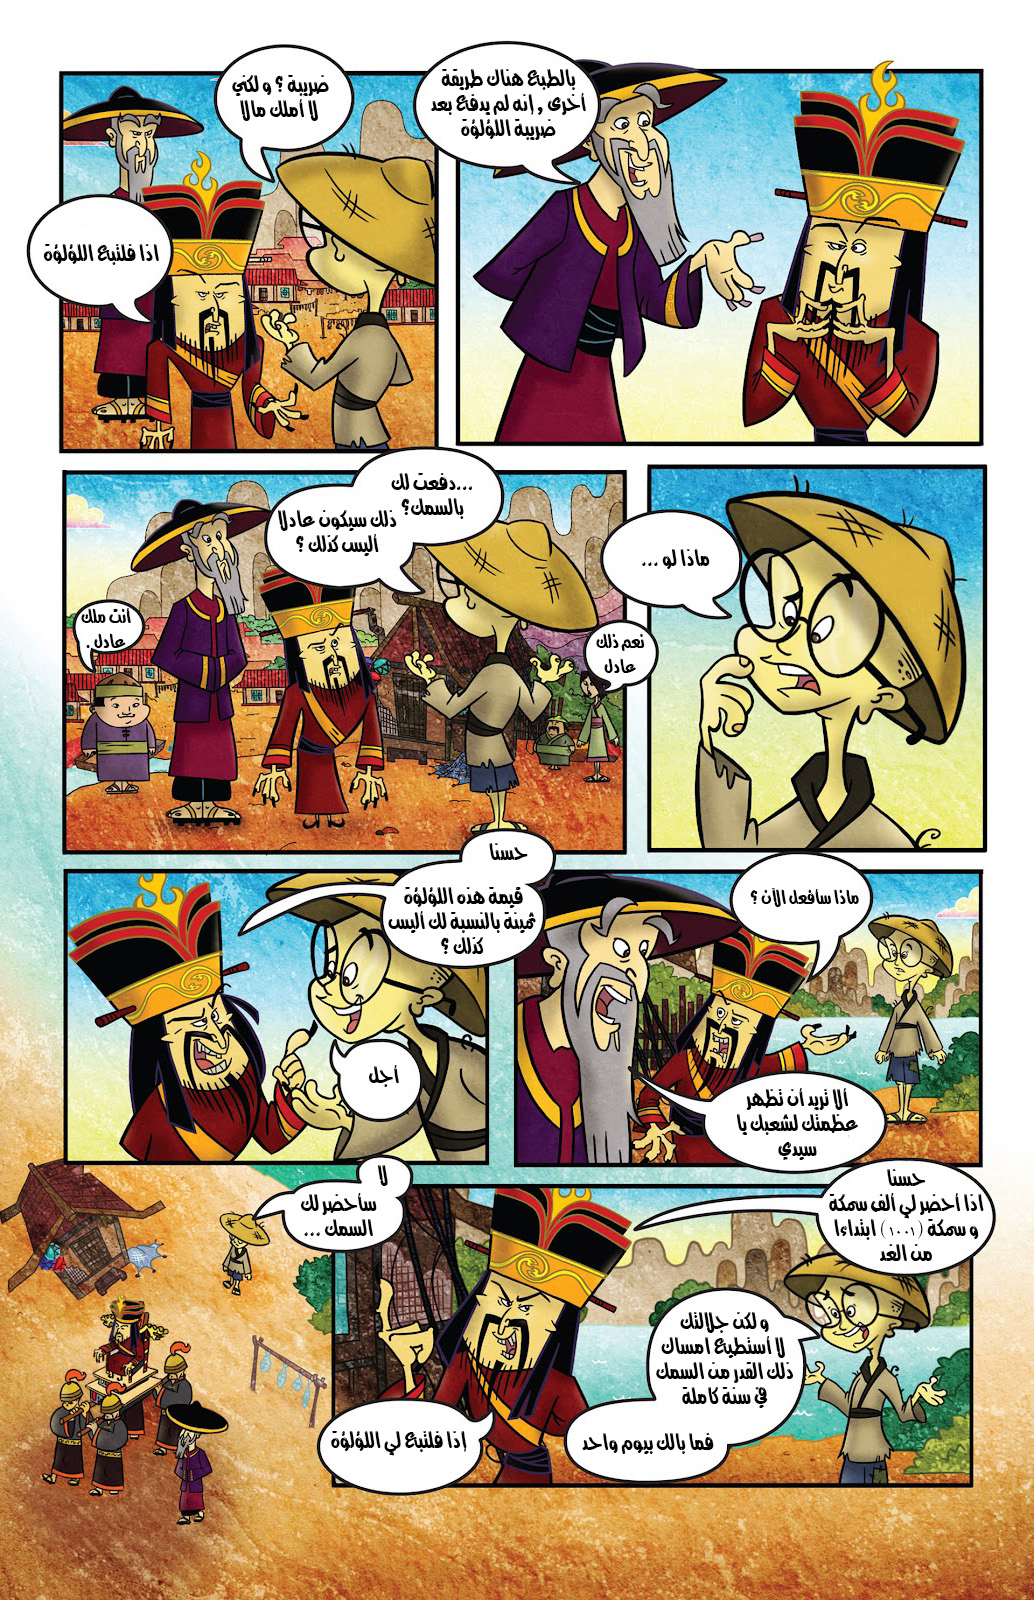 بالطبع هناك طريقة
أخرى , إنه لم يدفع بعد
ضريبة اللؤلؤة
ضريبة ؟ و لكني
لا أملك مالا
اذا فلتبع اللؤلؤة
ماذا لو ...
...دفعت لك
بالسمك؟
ذلك سيكون عادلا
أليس كذلك ؟
نعم ذلك
عادل
أنت ملك
عادل .
ماذا سأفعل الآن ؟
ألا تريد أن تظهر
عظمتك لشعبك يا
سيدي
حسنا
قيمة هذه اللؤلؤة
ثمينة بالنسبة لك أليس
كذلك ؟
أجل
حسنا
اذا أحضر لي ألف سمكة
و سمكة (١٠٠١) ابتداءا
من الغد
و لكن جلالتك
لا أستطيع امساك
ذلك القدر من السمك
في سنة كاملة
فما بالك بيوم واحد
إذا فلتبع لي اللؤلؤة
لا
سأحضر لك
السمك ...